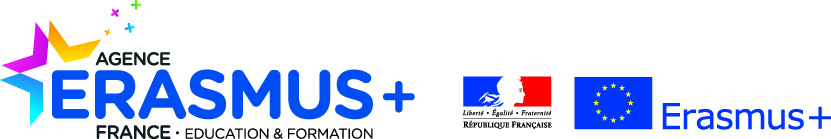 AGENCE
ERASMUS +
FRANCE • EDUCATION & FORMATION
Liberté • Égalité • Fraternité
RÉPUBLIQUE FRANÇAISE
Erasmus+